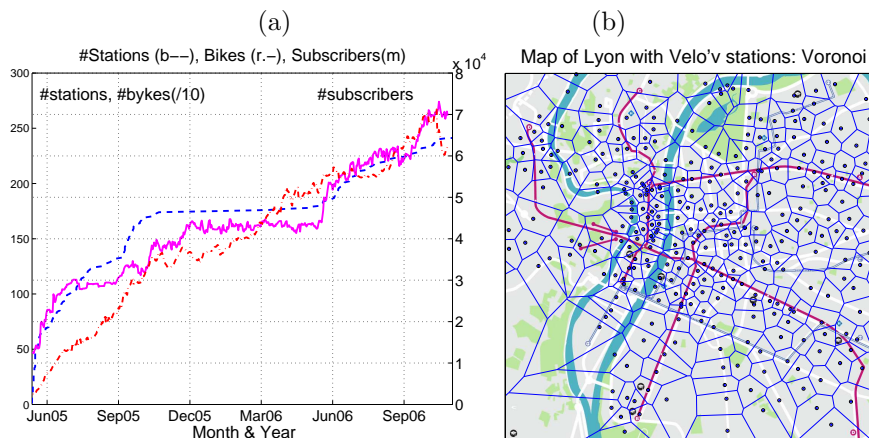 (a)
#Stations (b−−), Bikes (r.−), Subscribers(m)
x 10^4
#stations, #bykes(/10)
#subscribers
300
250
200
150
100
50
0
8
7
6
5
4
3
2
1
0
Jun05 Sep05 Dec05 Mar06 Jun06 Sep06
Month & Year
(b)
Map of Lyon with Velo'v stations: Voronoi